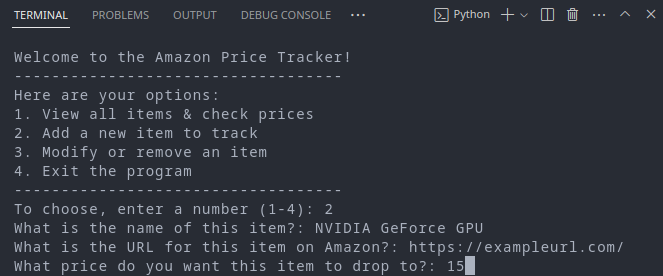 TERMINAL PROBLEMS OUTPUT DEBUG CONSOLE ··· Python
Welcome to the Amazon Price Tracker!
-----------------------------------
Here are your options:
1. View all items & check prices
2. Add a new item to track
3. Modify or remove an item
4. Exit the program
-----------------------------------
To choose, enter a number (1-4): 2
What is the name of this item?: NVIDIA GeForce GPU
What is the URL for this item on Amazon?: https://exampleurl.com/
What price do you want this item to drop to?: 15